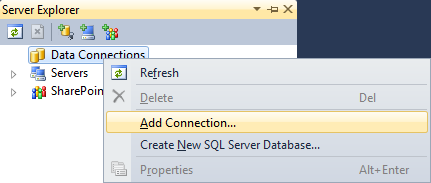 Server Explorer
Data Connections
Servers
SharePoin
Refresh
Delete Del
Add Connection...
Create New SQL Server Database...
Properties Alt+Enter